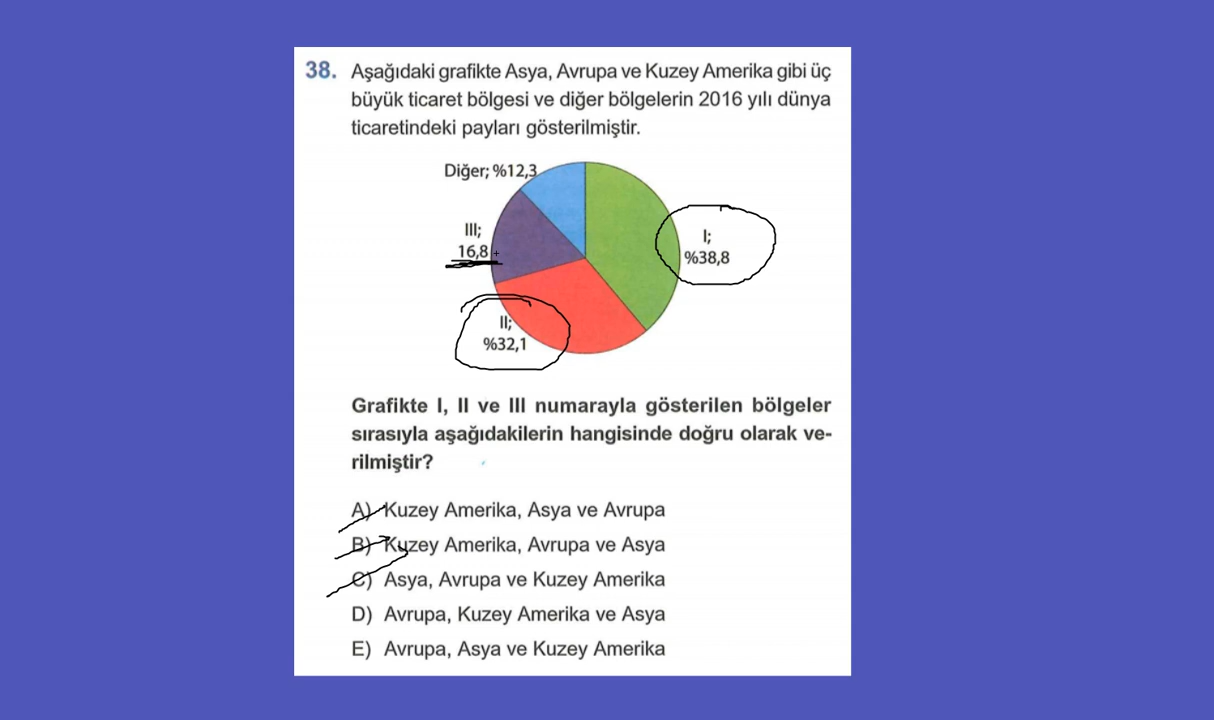 38. Aşağıdaki grafikte Asya, Avrupa ve Kuzey Amerika gibi üç
büyük ticaret bölgesi ve diğer bölgelerin 2016 yılı dünya
ticaretindeki payları gösterilmiştir.
Diğer; %12,3
III;
16,8
I;
%38,8
II;
%32,1
Grafikte I, II ve III numarayla gösterilen bölgeler
sırasıyla aşağıdakilerin hangisinde doğru olarak ve-
rilmiştir?
A) Kuzey Amerika, Asya ve Avrupa
B) Kuzey Amerika, Avrupa ve Asya
C) Asya, Avrupa ve Kuzey Amerika
D) Avrupa, Kuzey Amerika ve Asya
E) Avrupa, Asya ve Kuzey Amerika